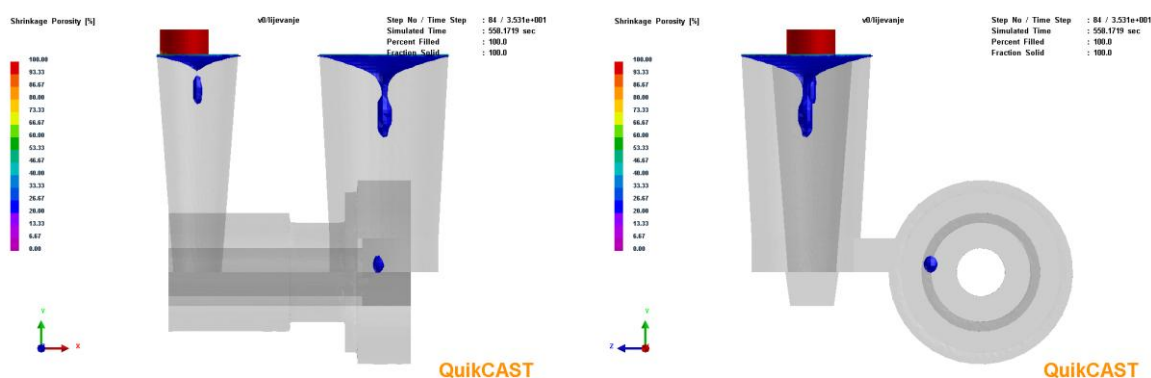 Shrinkage Porosity [%]
v0/lijevanje
Step No / Time Step : 84 / 3.531e+001
Simulated Time : 550.1719 sec
Percent Filled : 100.0
Fraction Solid : 100.0
100.00
93.33
86.67
80.00
73.33
66.67
60.00
53.33
46.67
40.00
33.33
26.67
20.00
13.33
6.67
0.00
Y
X
QuikCAST
Shrinkage Porosity [%]
v0/lijevanje
Step No / Time Step : 84 / 3.531e+001
Simulated Time : 550.1719 sec
Percent Filled : 100.0
Fraction Solid : 100.0
100.00
93.33
86.67
80.00
73.33
66.67
60.00
53.33
46.67
40.00
33.33
26.67
20.00
13.33
6.67
0.00
Y
Z
QuikCAST